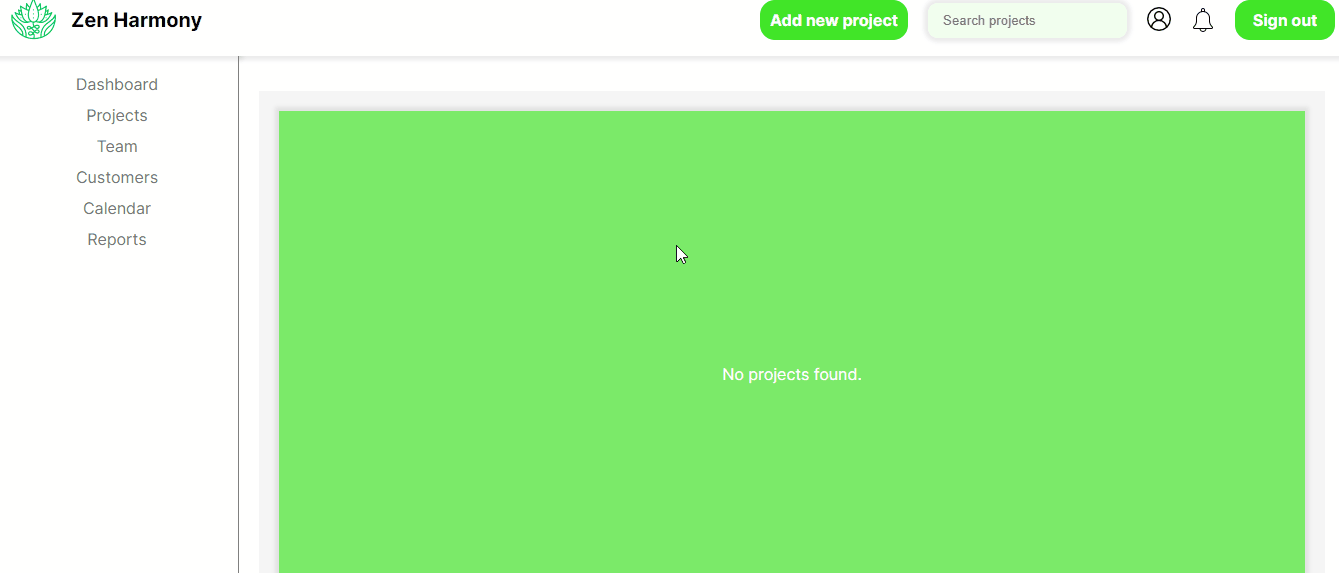 Zen Harmony
Add new project
Search projects
Sign out
Dashboard
Projects
Team
Customers
Calendar
Reports
No projects found.